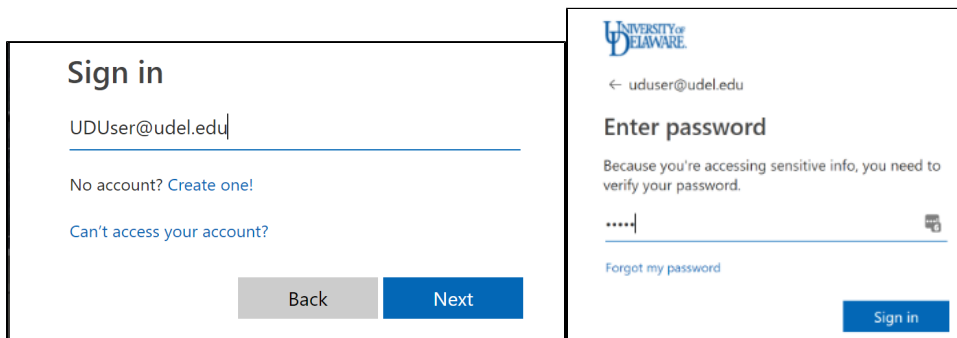 Sign in
UDUser@udel.edu
No account? Create one!
Can't access your account?
Back Next
UNIVERSITY OF
DELAWARE.
← uduser@udel.edu
Enter password
Because you're accessing sensitive info, you need to
verify your password.
•••••
Forgot my password
Sign in